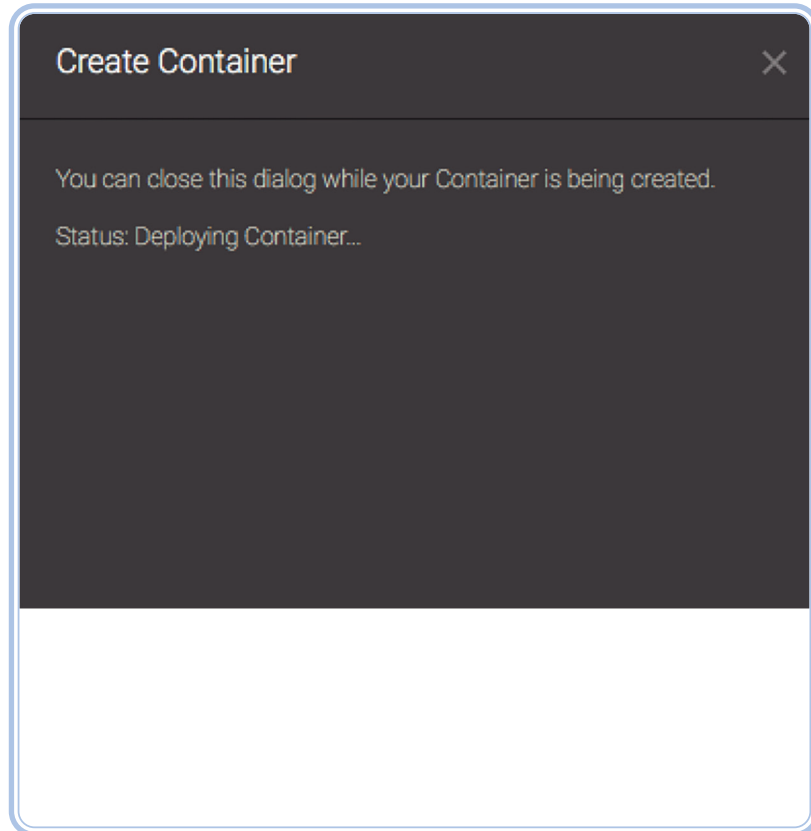 Create Container
You can close this dialog while your Container is being created.
Status: Deploying Container...